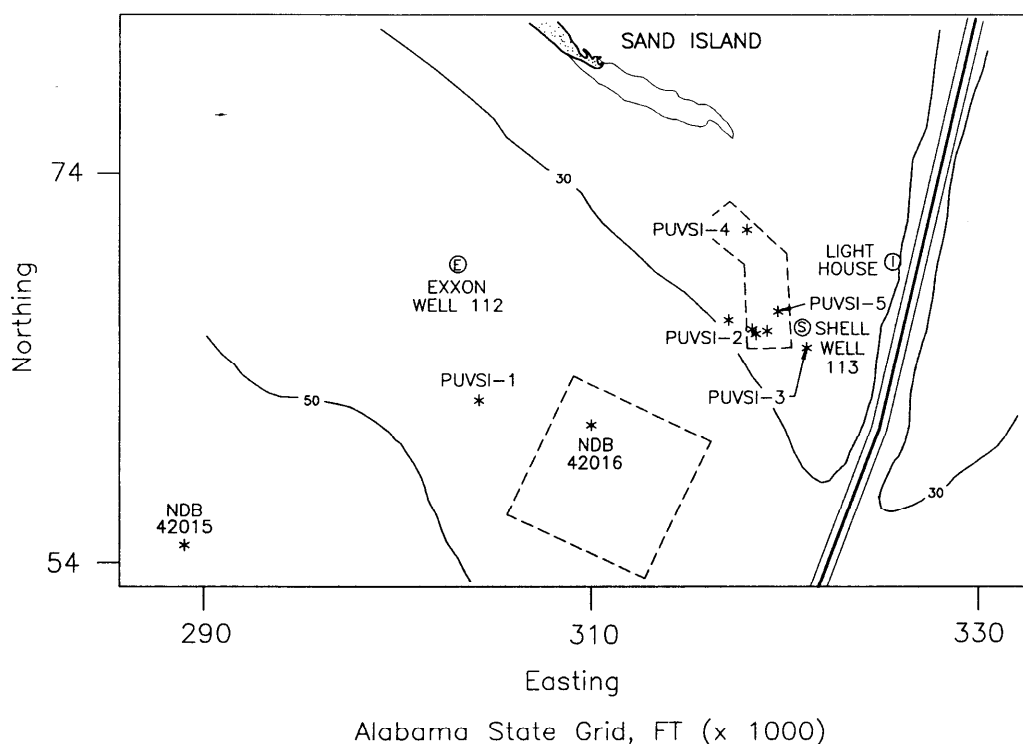 SAND ISLAND
74
30
PUVSI-4
LIGHT
HOUSE
I
E
EXXON
WELL 112
PUVSI-5
PUVSI-2
S
SHELL
WELL
113
PUVSI-1
PUVSI-3
50
NDB
42016
30
NDB
42015
54
Northing
290
310
330
Easting
Alabama State Grid, FT (x 1000)